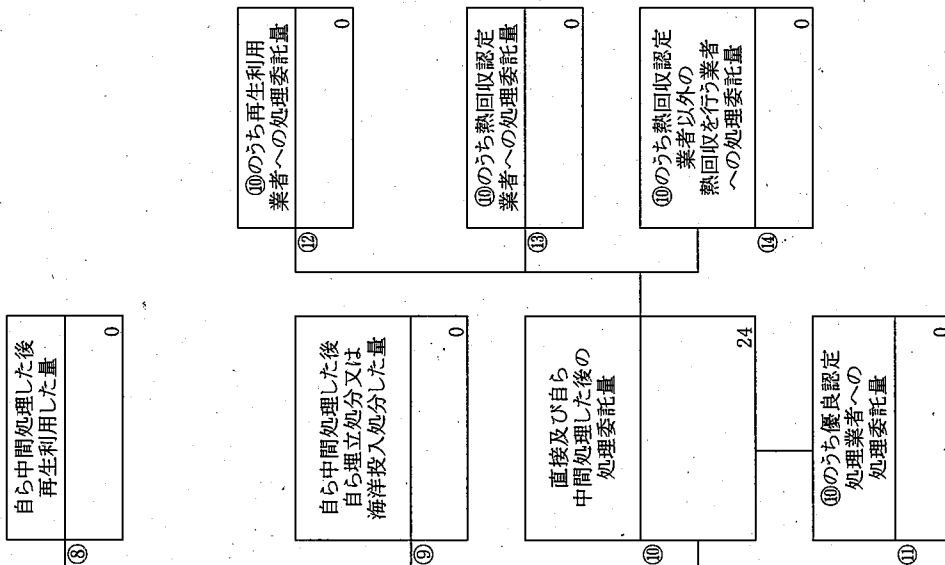 ⑧
自ら中間処理した後
再生利用した量
0
⑨
自ら中間処理した後
自ら埋立処分又は
海洋投入処分した量
0
⑩
直接及び自ら
中間処理した後の
処理委託量
24
⑪
⑩のうち優良認定
処理業者への
処理委託量
0
⑫
⑩のうち再生利用
業者への処理委託量
0
⑬
⑩のうち熱回収認定
業者への処理委託量
0
⑭
⑩のうち熱回収認定
業者以外の
熱回収を行う業者
への処理委託量
0